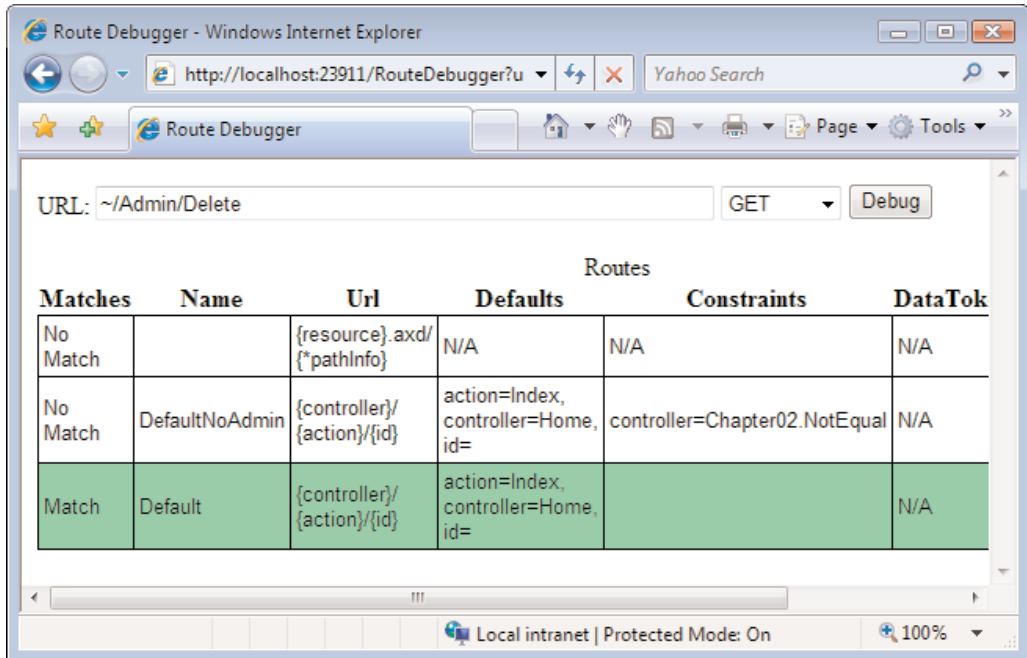 Route Debugger - Windows Internet Explorer
http://localhost:23911/RouteDebugger?u
Yahoo Search
Route Debugger
Page
Tools
URL: ~/Admin/Delete GET Debug
Routes
Matches Name Url Defaults Constraints DataTok
No Match {resource}.axd/{*pathInfo} N/A N/A N/A
No Match DefaultNoAdmin {controller}/{action}/{id} action=Index, controller=Home, id= controller=Chapter02.NotEqual N/A
Match Default {controller}/{action}/{id} action=Index, controller=Home, id= N/A
Local intranet | Protected Mode: On
100%